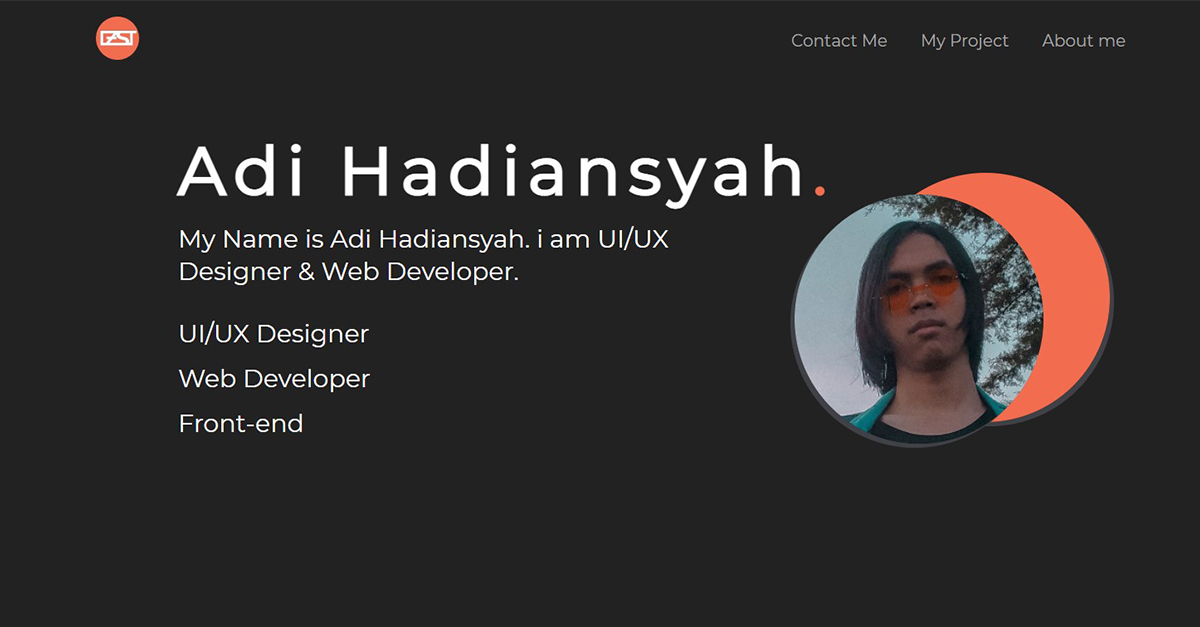 GAST
Contact Me My Project About me
Adi Hadiansyah.
My Name is Adi Hadiansyah. i am UI/UX
Designer & Web Developer.
UI/UX Designer
Web Developer
Front-end